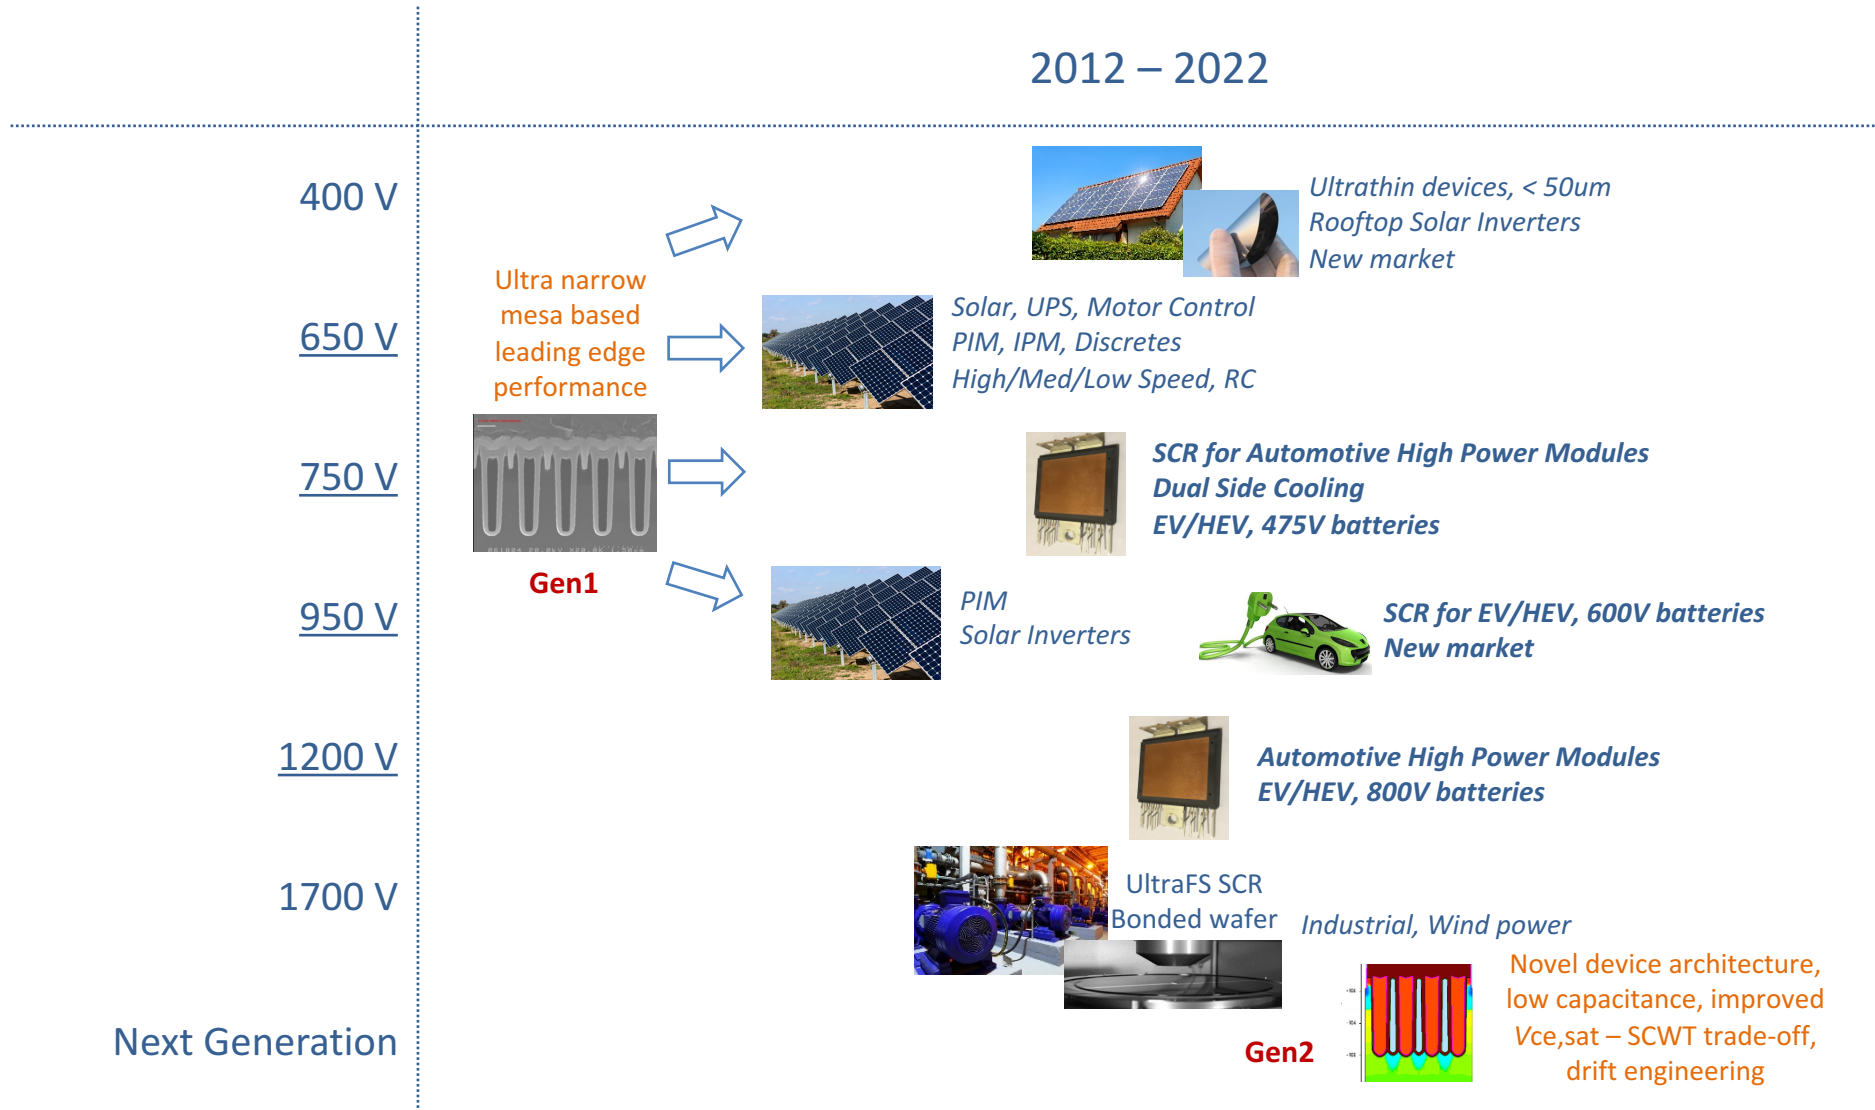 2012 – 2022
400 V
Ultrathin devices, < 50um
Rooftop Solar Inverters
New market
Ultra narrow
mesa based
leading edge
performance
650 V
Solar, UPS, Motor Control
PIM, IPM, Discretes
High/Med/Low Speed, RC
750 V
SCR for Automotive High Power Modules
Dual Side Cooling
EV/HEV, 475V batteries
Gen1
950 V
PIM
Solar Inverters
SCR for EV/HEV, 600V batteries
New market
1200 V
Automotive High Power Modules
EV/HEV, 800V batteries
1700 V
UltraFS SCR
Bonded wafer
Industrial, Wind power
Next Generation
Gen2
Novel device architecture,
low capacitance, improved
Vce,sat – SCWT trade-off,
drift engineering